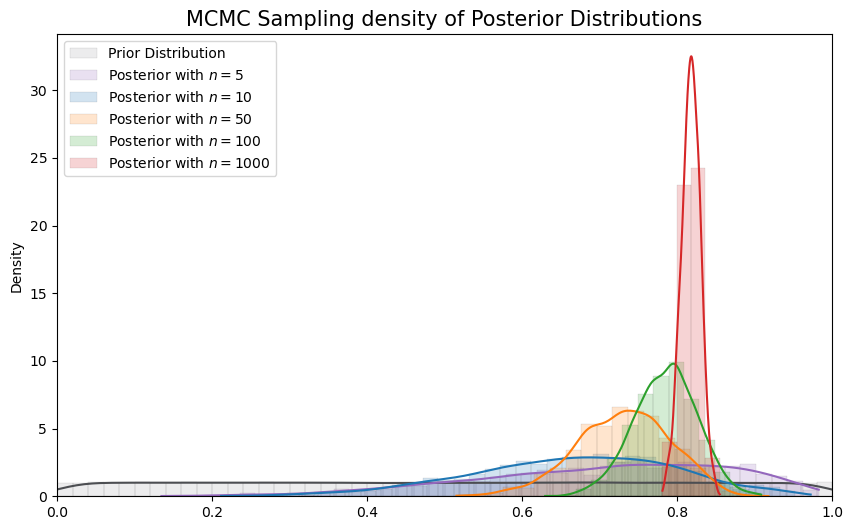 MCMC Sampling density of Posterior Distributions
Prior Distribution
Posterior with n = 5
Posterior with n = 10
Posterior with n = 50
Posterior with n = 100
Posterior with n = 1000
Density
30
25
20
15
10
5
0
0.0
0.2
0.4
0.6
0.8
1.0